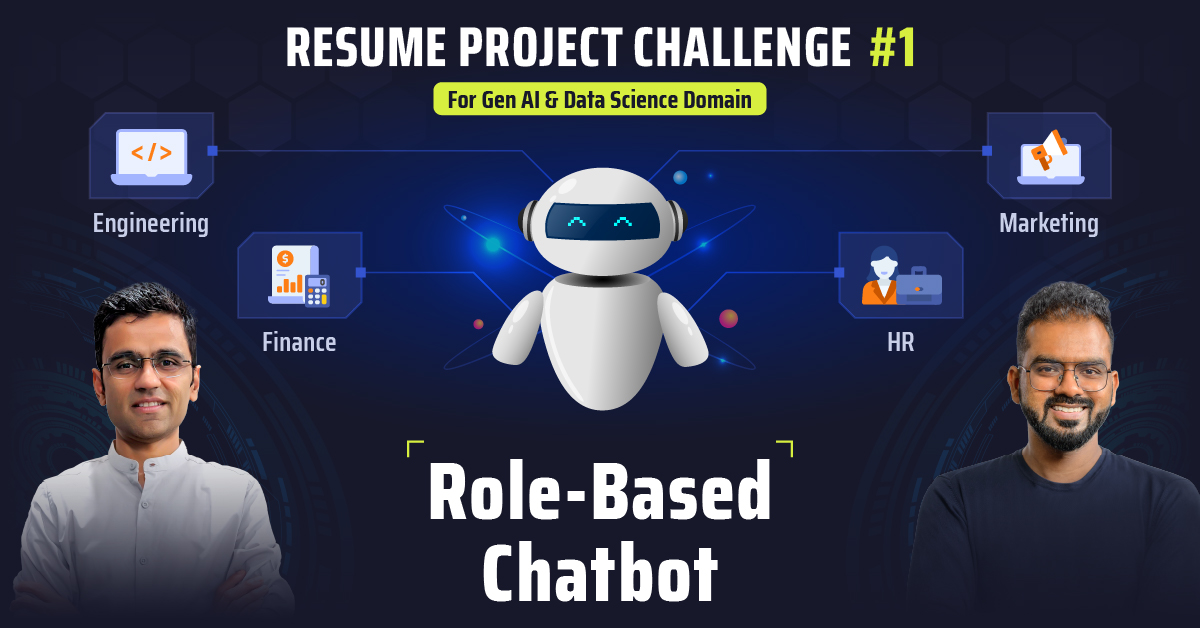 RESUME PROJECT CHALLENGE #1
For Gen AI & Data Science Domain
</>
Engineering
Marketing
$
Finance
HR
Role-Based
Chatbot